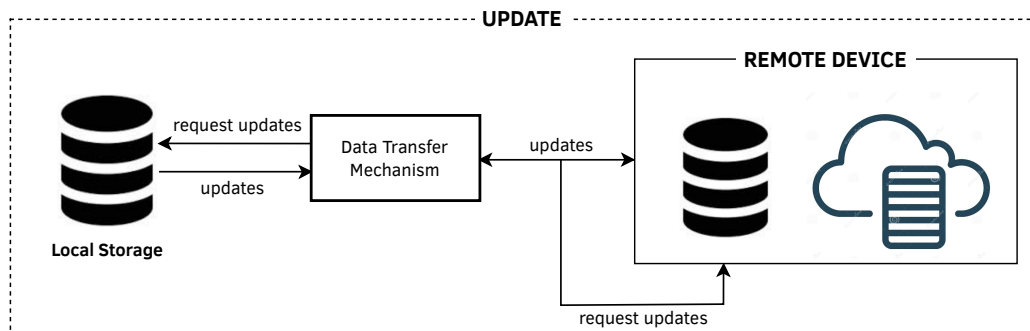 UPDATE
REMOTE DEVICE
request updates
Data Transfer
Mechanism
updates
updates
Local Storage
request updates